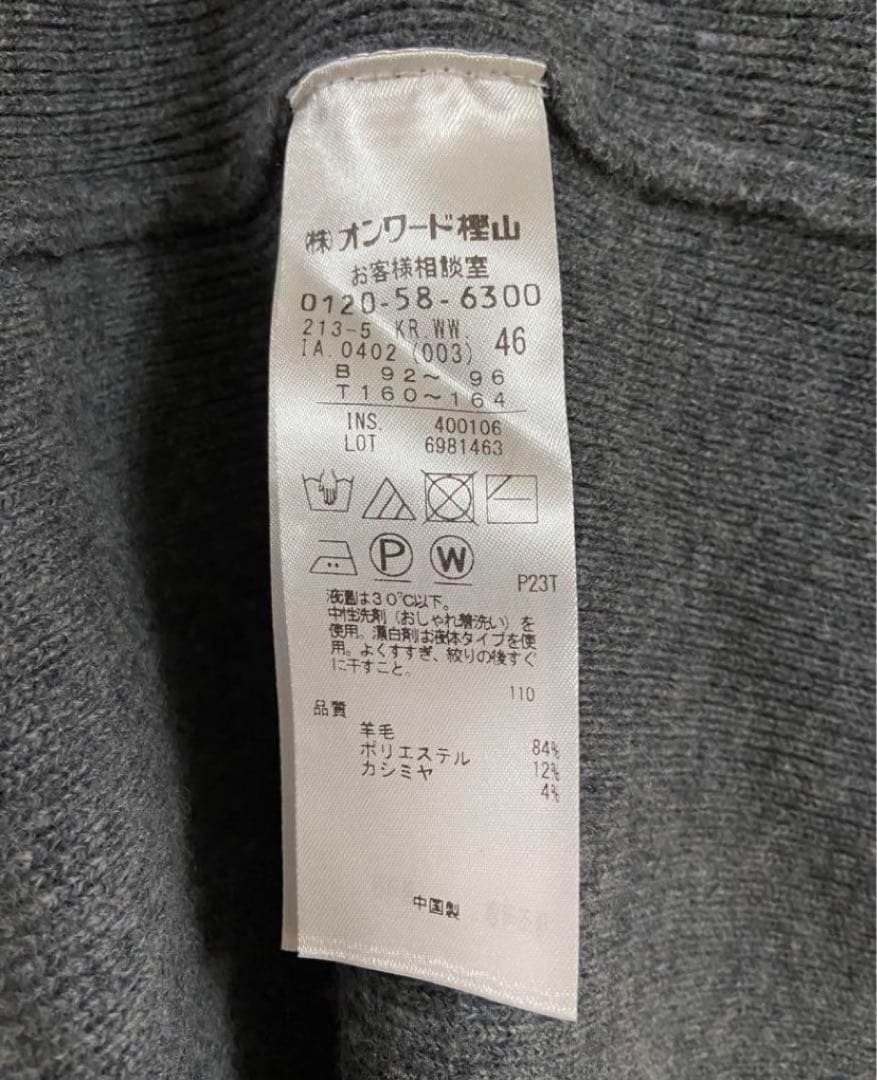 (株)オンワード樫山
お客様相談室
0120-58-6300
213-5 KR.WW.
IA.0402 (003) 46
B 92〜 96
T160〜164
INS. 400106
LOT 6981463
P W
P23T
液温は30℃以下。
中性洗剤（おしゃれ着洗い）を
使用。漂白剤は液体タイプを使
用。よくすすぎ、絞りの後すぐ
に干すこと。
110
品質
羊毛 84%
ポリエステル 12%
カシミヤ 4%
中国製